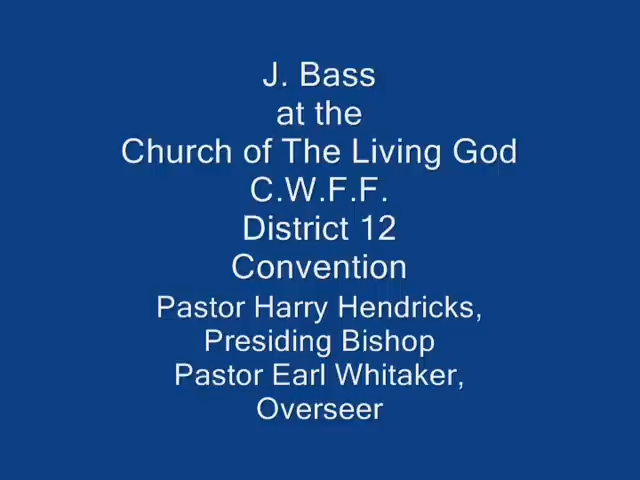 J. Bass
at the
Church of The Living God
C.W.F.F.
District 12
Convention
Pastor Harry Hendricks,
Presiding Bishop
Pastor Earl Whitaker,
Overseer